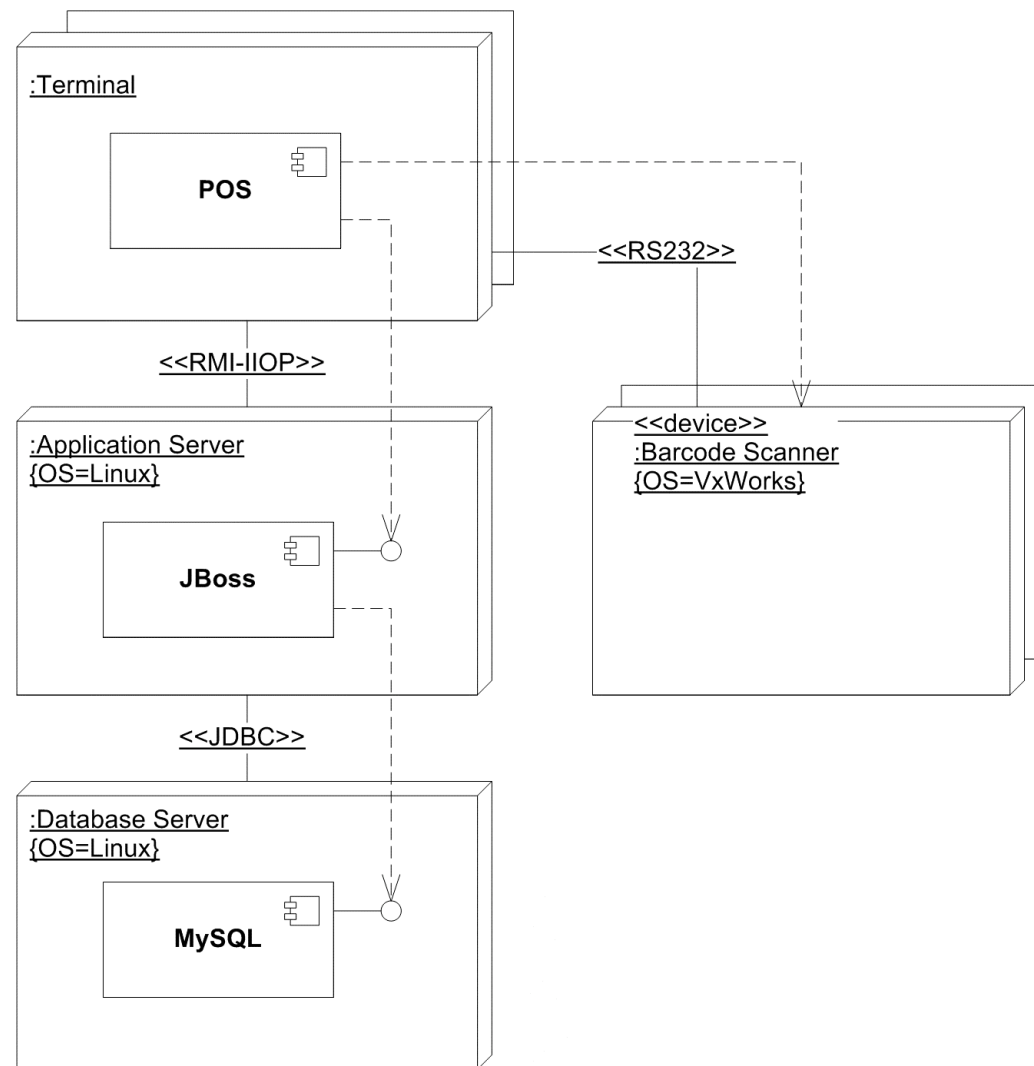 :Terminal
POS
<<RS232>>
<<RMI-IIOP>>
:Application Server
{OS=Linux}
JBoss
<<device>>
:Barcode Scanner
{OS=VxWorks}
<<JDBC>>
:Database Server
{OS=Linux}
MySQL